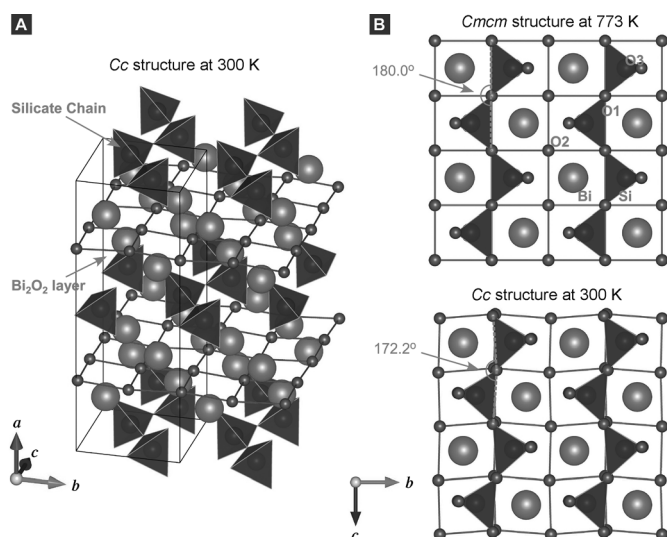 A
Cc structure at 300 K
Silicate Chain
Bi₂O₂ layer
a
c
b
B
Cmcm structure at 773 K
180.0º
O3
O1
O2
Bi
Si
Cc structure at 300 K
172.2º
b
c